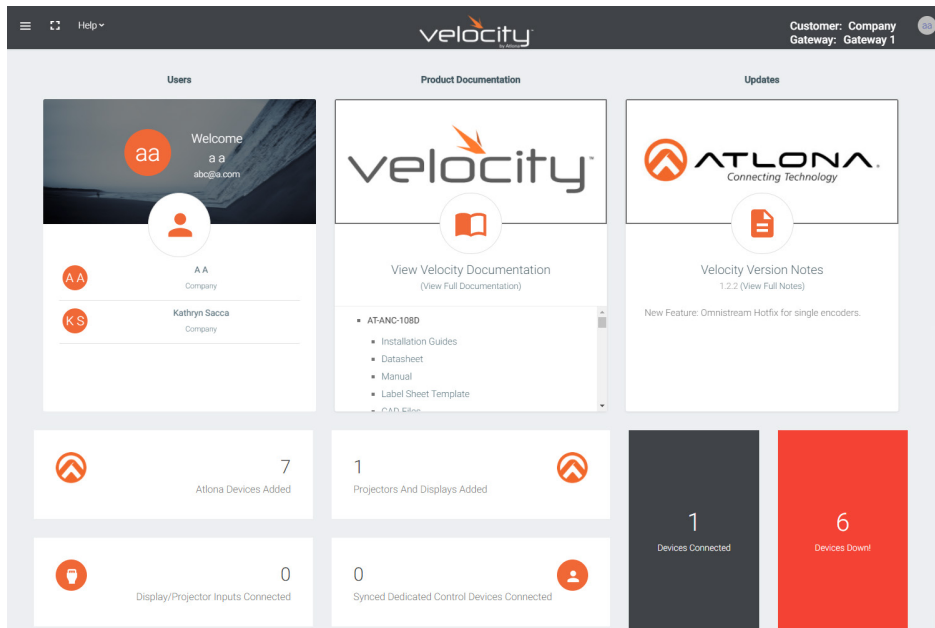 Help
velocity
by Atlona
Customer: Company
Gateway: Gateway 1
aa
Users
Product Documentation
Updates
aa
Welcome
a a
abc@a.com
A A
A A
Company
K S
Kathryn Sacca
Company
velocity
View Velocity Documentation
(View Full Documentation)
AT-ANC-108D
Installation Guides
Datasheet
Manual
Label Sheet Template
CAD Files
ATLONA.
Connecting Technology
Velocity Version Notes
1.2.2 (View Full Notes)
New Feature: Omnistream Hotfix for single encoders.
7
Atlona Devices Added
1
Projectors And Displays Added
0
Display/Projector Inputs Connected
0
Synced Dedicated Control Devices Connected
1
Devices Connected
6
Devices Down!